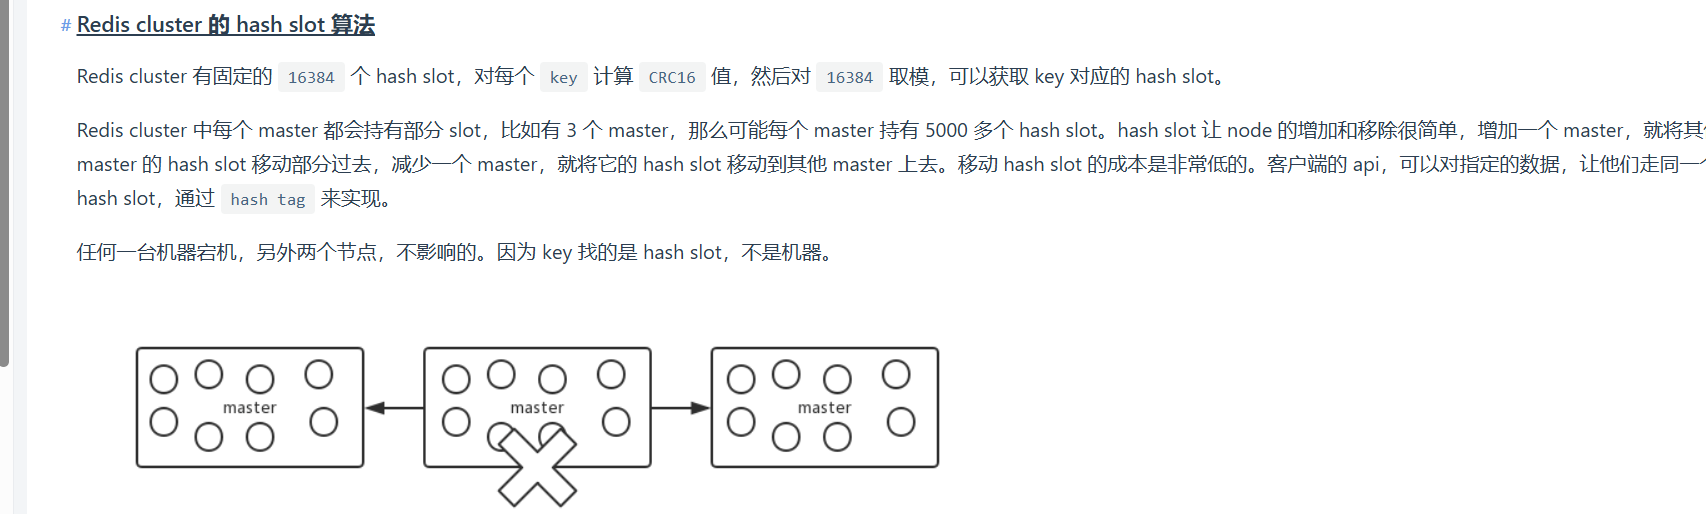 # Redis cluster 的 hash slot 算法
Redis cluster 有固定的 16384 个 hash slot，对每个 key 计算 CRC16 值，然后对 16384 取模，可以获取 key 对应的 hash slot。
Redis cluster 中每个 master 都会持有部分 slot，比如有 3 个 master，那么可能每个 master 持有 5000 多个 hash slot。hash slot 让 node 的增加和移除很简单，增加一个 master，就将其
master 的 hash slot 移动部分过去，减少一个 master，就将它的 hash slot 移动到其他 master 上去。移动 hash slot 的成本是非常低的。客户端的 api，可以对指定的数据，让他们走同一
hash slot，通过 hash tag 来实现。
任何一台机器宕机，另外两个节点，不影响的。因为 key 找的是 hash slot，不是机器。
master master master